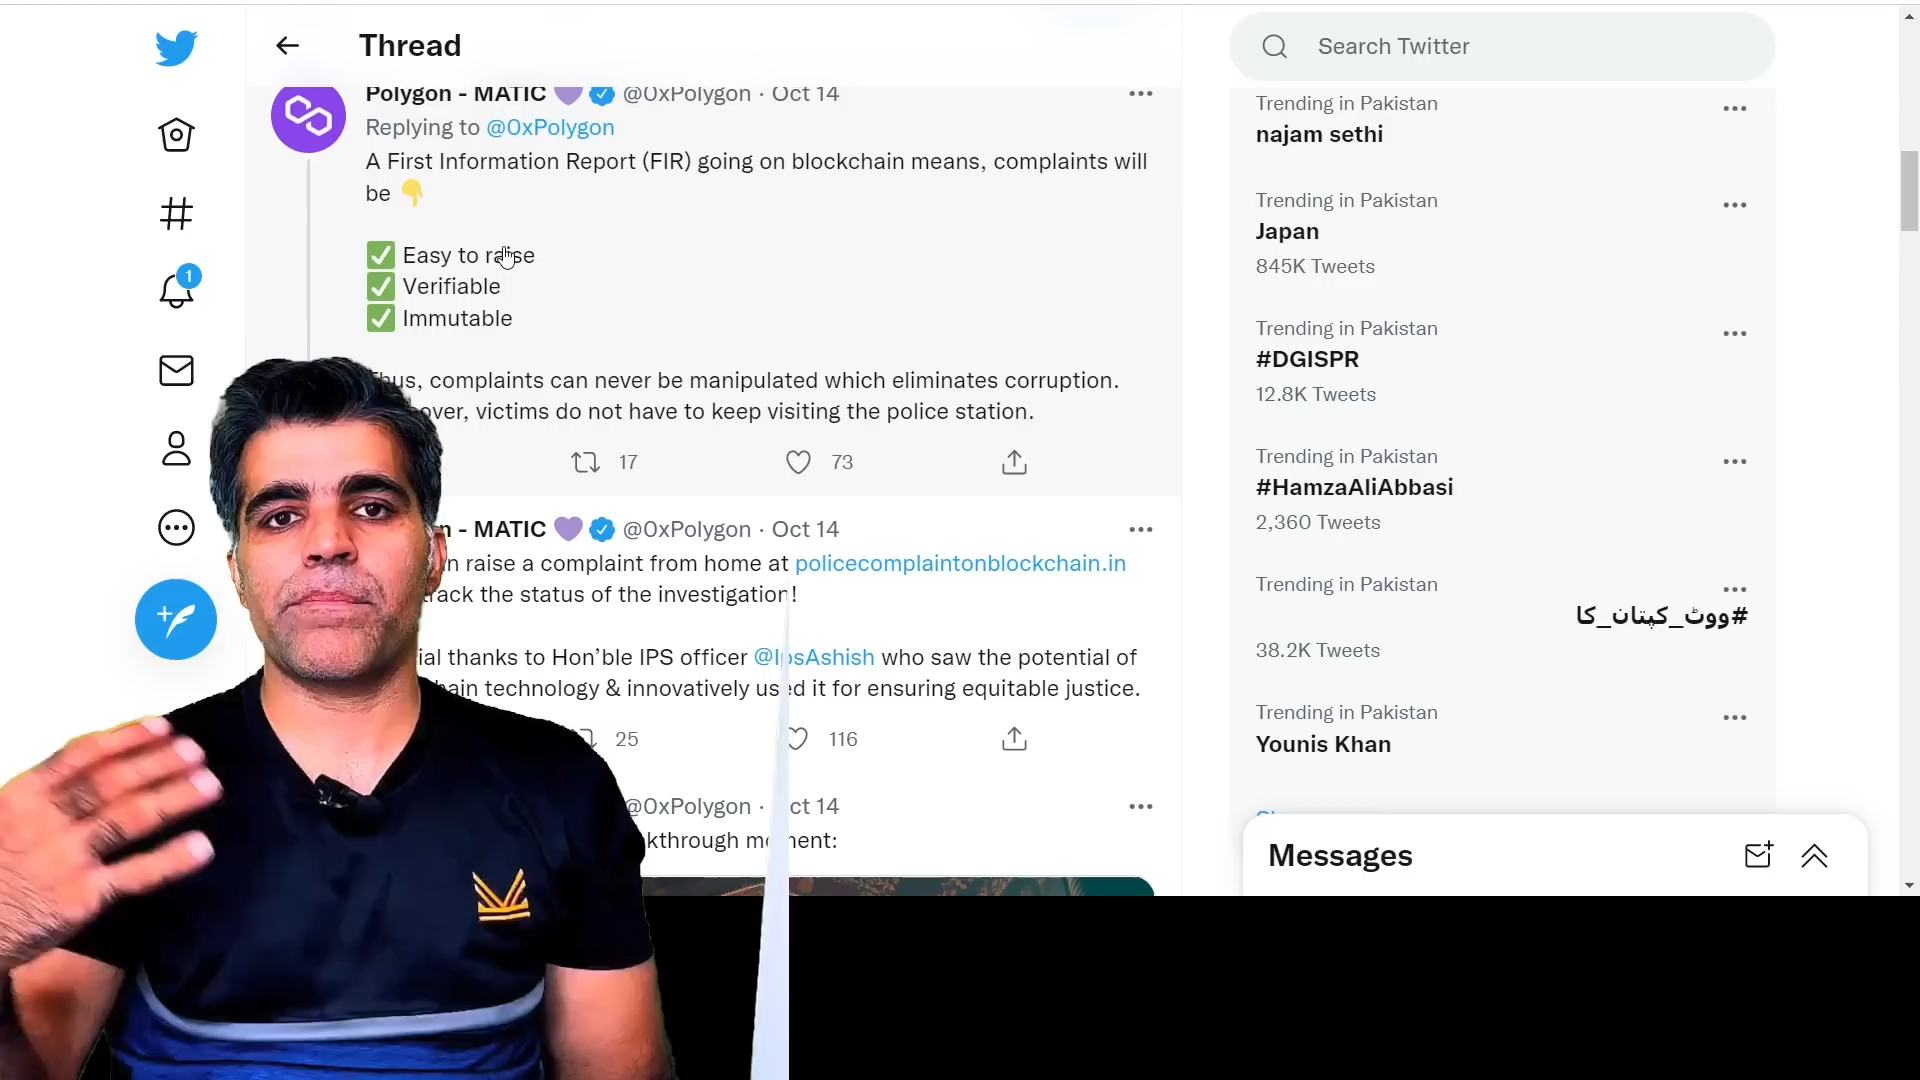 Thread
Search Twitter
Polygon - MATIC 💜 @0xPolygon · Oct 14
Replying to @0xPolygon
A First Information Report (FIR) going on blockchain means, complaints will
be 👇
✅ Easy to raise
✅ Verifiable
✅ Immutable
complaints can never be manipulated which eliminates corruption.
victims do not have to keep visiting the police station.
17
73
- MATIC 💜 @0xPolygon · Oct 14
raise a complaint from home at policecomplaintonblockchain.in
the status of the investigation!
thanks to Hon'ble IPS officer @IpsAshish who saw the potential of
technology & innovatively used it for ensuring equitable justice.
25
116
@0xPolygon · Oct 14
1
Trending in Pakistan
najam sethi
Trending in Pakistan
Japan
845K Tweets
Trending in Pakistan
#DGISPR
12.8K Tweets
Trending in Pakistan
#HamzaAliAbbasi
2,360 Tweets
Trending in Pakistan
#ووٹ_کپتان_کا
38.2K Tweets
Trending in Pakistan
Younis Khan
Messages